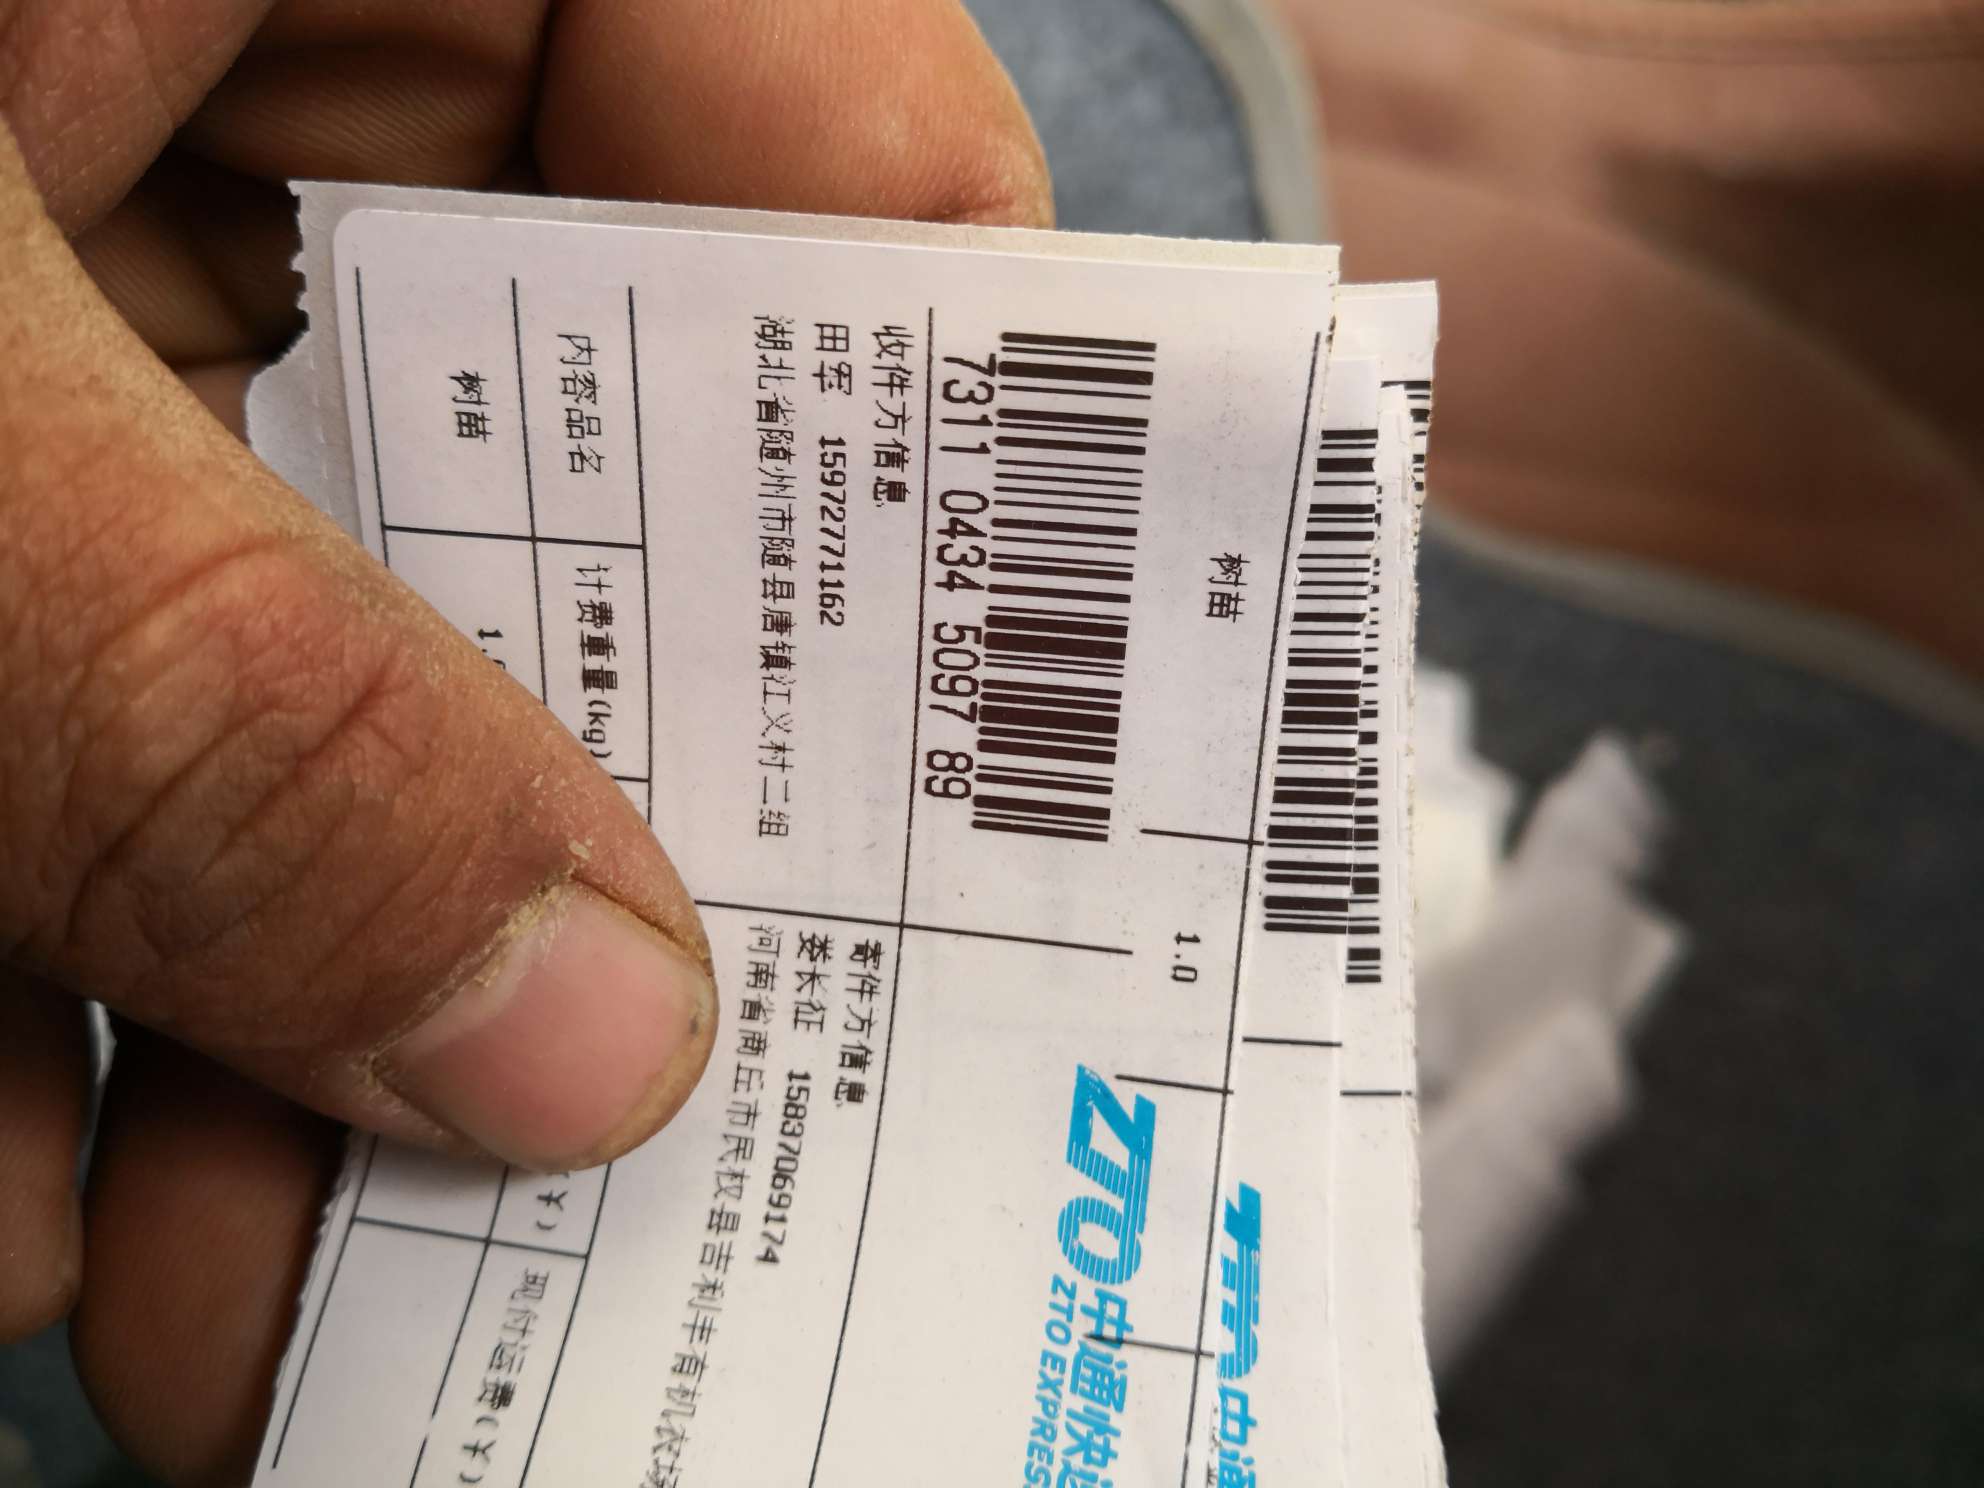 树苗
1.0
ZTO中通快递
ZTO EXPRES
7311 0434 5097 89
收件方信息
田军 15972771162
湖北省随州市随县唐镇江义村二组
寄件方信息
娄长征 15837069174
河南省商丘市民权县吉利丰有机农场
内容品名
计费重量(kg)
(￥)
现付运费(￥)
树苗
中通